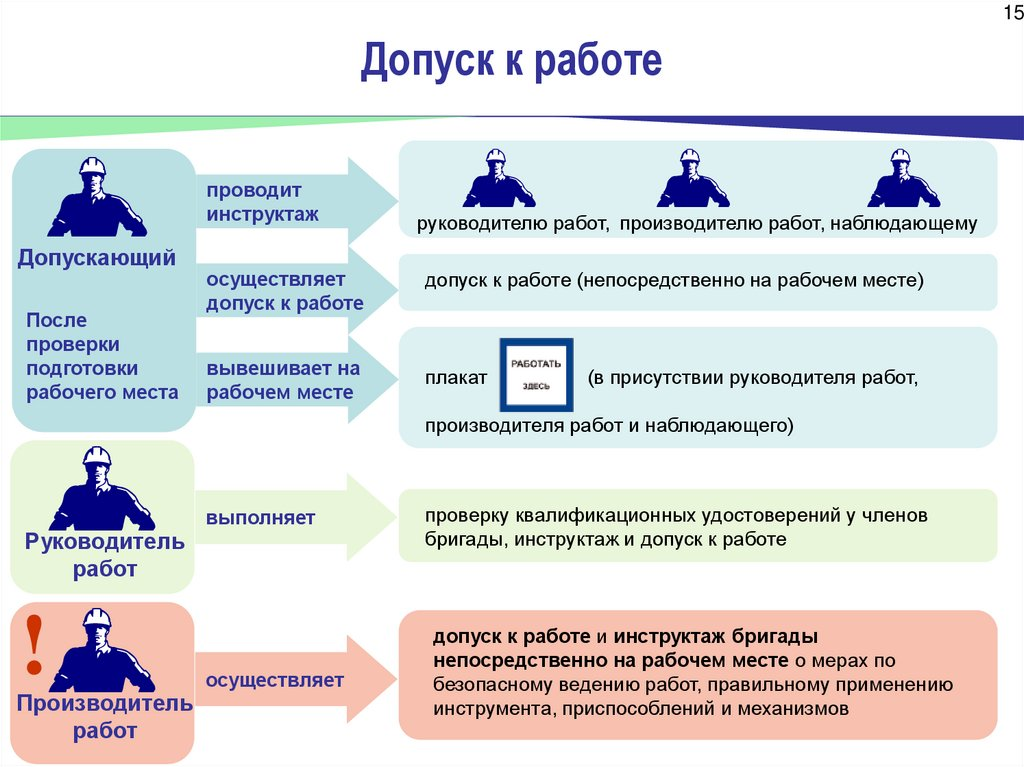 15
Допуск к работе
Допускающий
После
проверки
подготовки
рабочего места
проводит
инструктаж
руководителю работ, производителю работ, наблюдающему
осуществляет
допуск к работе
допуск к работе (непосредственно на рабочем месте)
вывешивает на
рабочем месте
плакат
РАБОТАТЬ
ЗДЕСЬ
(в присутствии руководителя работ,
производителя работ и наблюдающего)
Руководитель
работ
выполняет
проверку квалификационных удостоверений у членов
бригады, инструктаж и допуск к работе
!
Производитель
работ
осуществляет
допуск к работе и инструктаж бригады
непосредственно на рабочем месте о мерах по
безопасному ведению работ, правильному применению
инструмента, приспособлений и механизмов